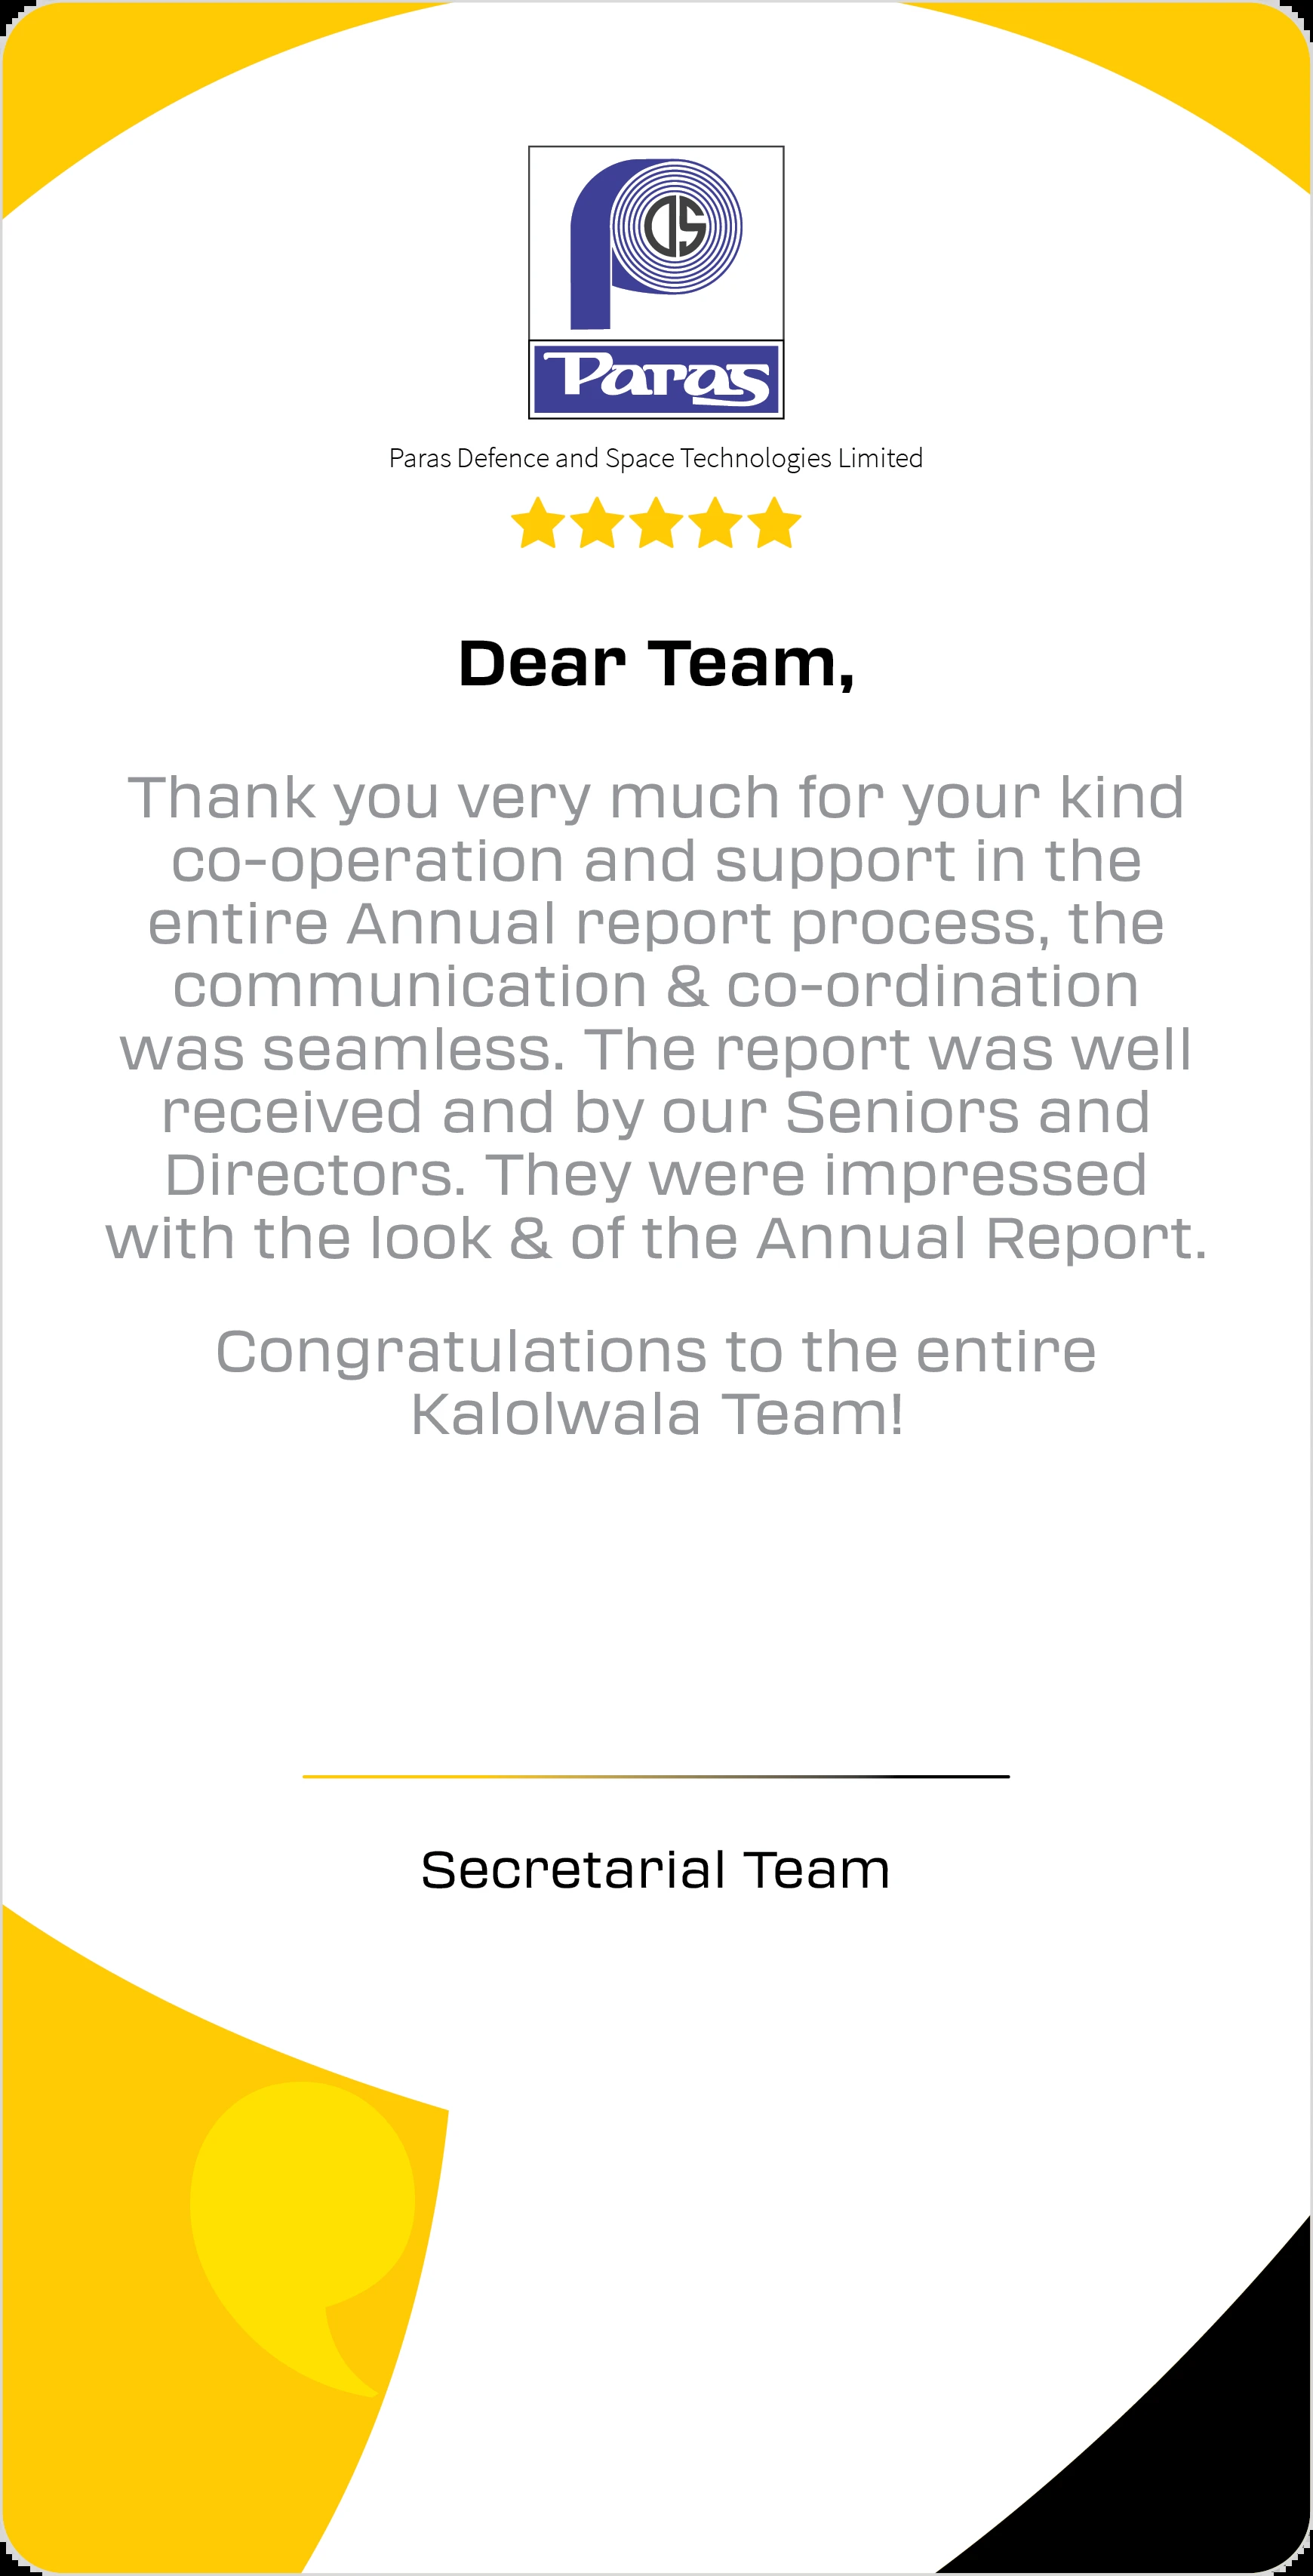 DS
Paras
Paras Defence and Space Technologies Limited
Dear Team,
Thank you very much for your kind
co-operation and support in the
entire Annual report process, the
communication & co-ordination
was seamless. The report was well
received and by our Seniors and
Directors. They were impressed
with the look & of the Annual Report.
Congratulations to the entire
Kalolwala Team!
Secretarial Team